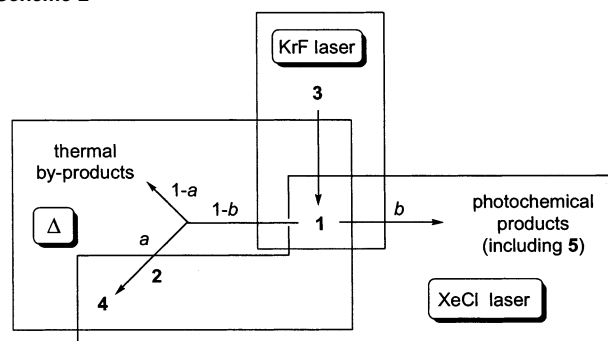 KrF laser
3
thermal
by-products
1-a
1-b
1
b
photochemical
products
(including 5)
Δ
a
2
4
XeCl laser